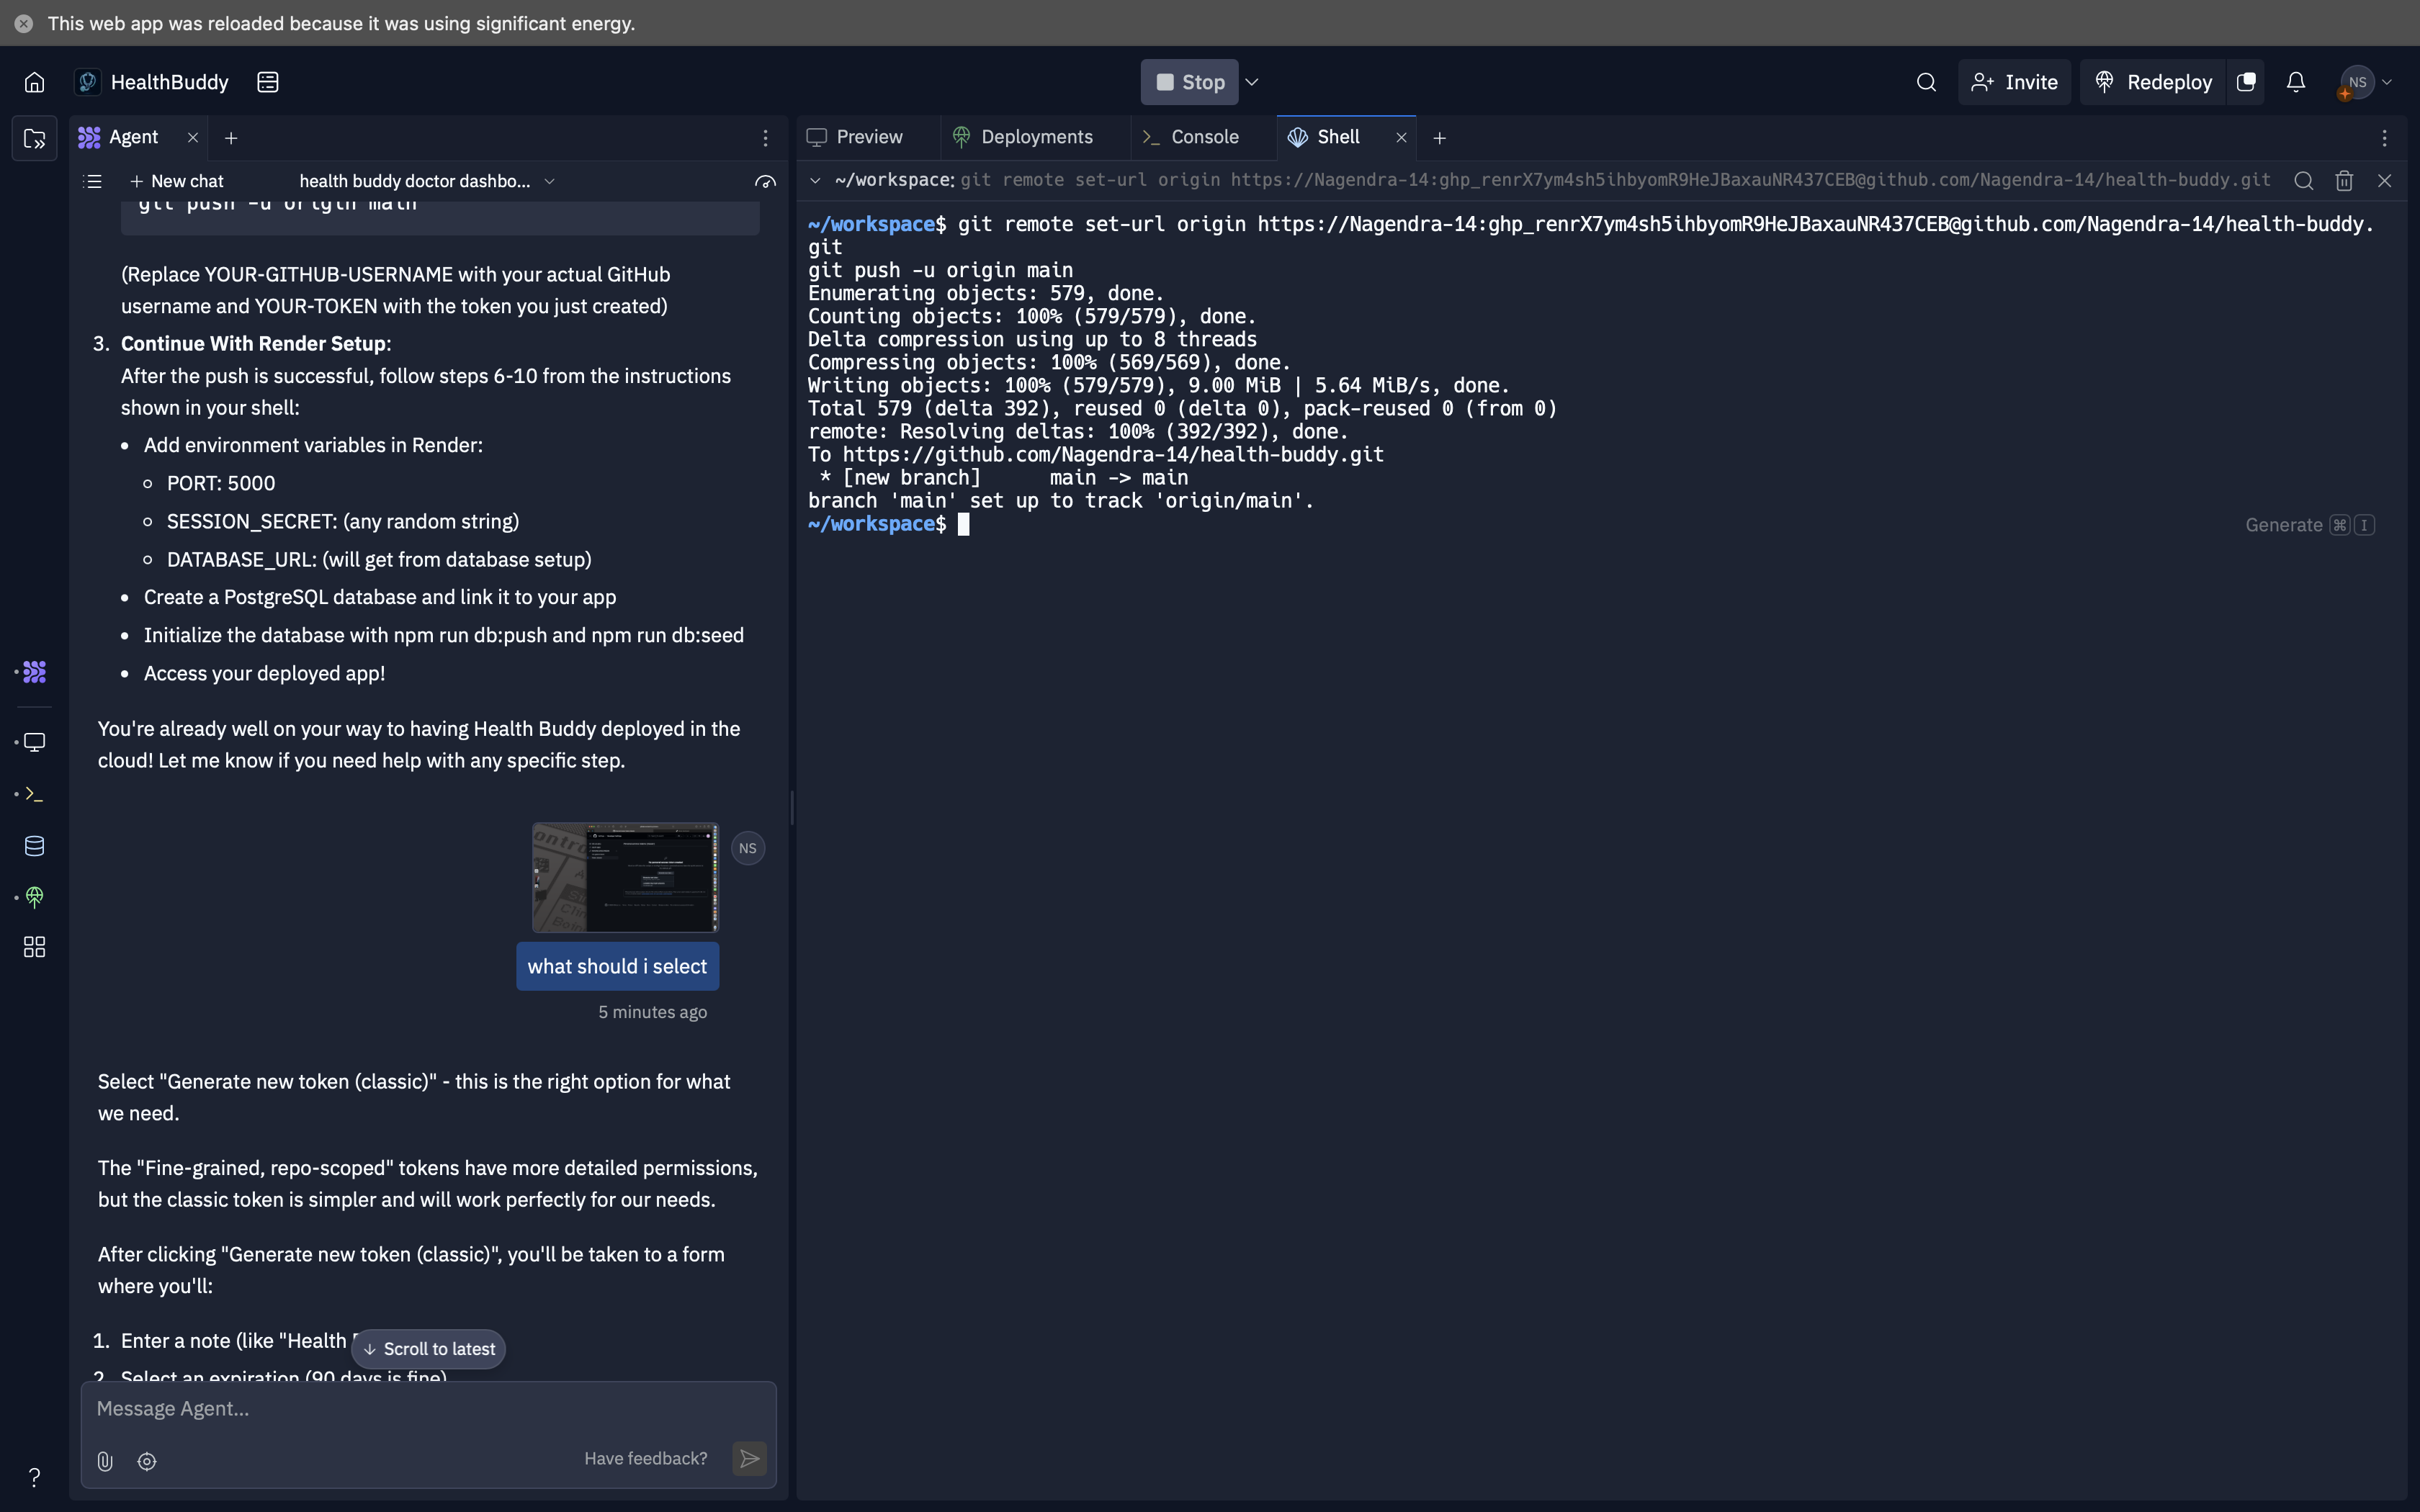 This web app was reloaded because it was using significant energy.
HealthBuddy
Stop
Invite
Redeploy
NS
Agent
Preview
Deployments
Console
Shell
New chat
health buddy doctor dashbo...
~/workspace: git remote set-url origin https://Nagendra-14: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@github.com/Nagendra-14/health-buddy.git
git push -u origin main
(Replace YOUR-GITHUB-USERNAME with your actual GitHub
username and YOUR-TOKEN with the token you just created)
3. Continue With Render Setup:
After the push is successful, follow steps 6-10 from the instructions
shown in your shell:
• Add environment variables in Render:
○ PORT: 5000
○ SESSION_SECRET: (any random string)
○ DATABASE_URL: (will get from database setup)
• Create a PostgreSQL database and link it to your app
• Initialize the database with npm run db:push and npm run db:seed
• Access your deployed app!
You're already well on your way to having Health Buddy deployed in the
cloud! Let me know if you need help with any specific step.
NS
what should i select
5 minutes ago
Select "Generate new token (classic)" - this is the right option for what
we need.
The "Fine-grained, repo-scoped" tokens have more detailed permissions,
but the classic token is simpler and will work perfectly for our needs.
After clicking "Generate new token (classic)", you'll be taken to a form
where you'll:
1. Enter a note (like "Health
Scroll to latest
2. Select an expiration (90 days is fine)
Message Agent...
Have feedback?
~/workspace$ git remote set-url origin https://Nagendra-14: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@github.com/Nagendra-14/health-buddy.
git
git push -u origin main
Enumerating objects: 579, done.
Counting objects: 100% (579/579), done.
Delta compression using up to 8 threads
Compressing objects: 100% (569/569), done.
Writing objects: 100% (579/579), 9.00 MiB | 5.64 MiB/s, done.
Total 579 (delta 392), reused 0 (delta 0), pack-reused 0 (from 0)
remote: Resolving deltas: 100% (392/392), done.
To https://github.com/Nagendra-14/health-buddy.git
* [new branch] main -> main
branch 'main' set up to track 'origin/main'.
~/workspace$
Generate ⌘ I